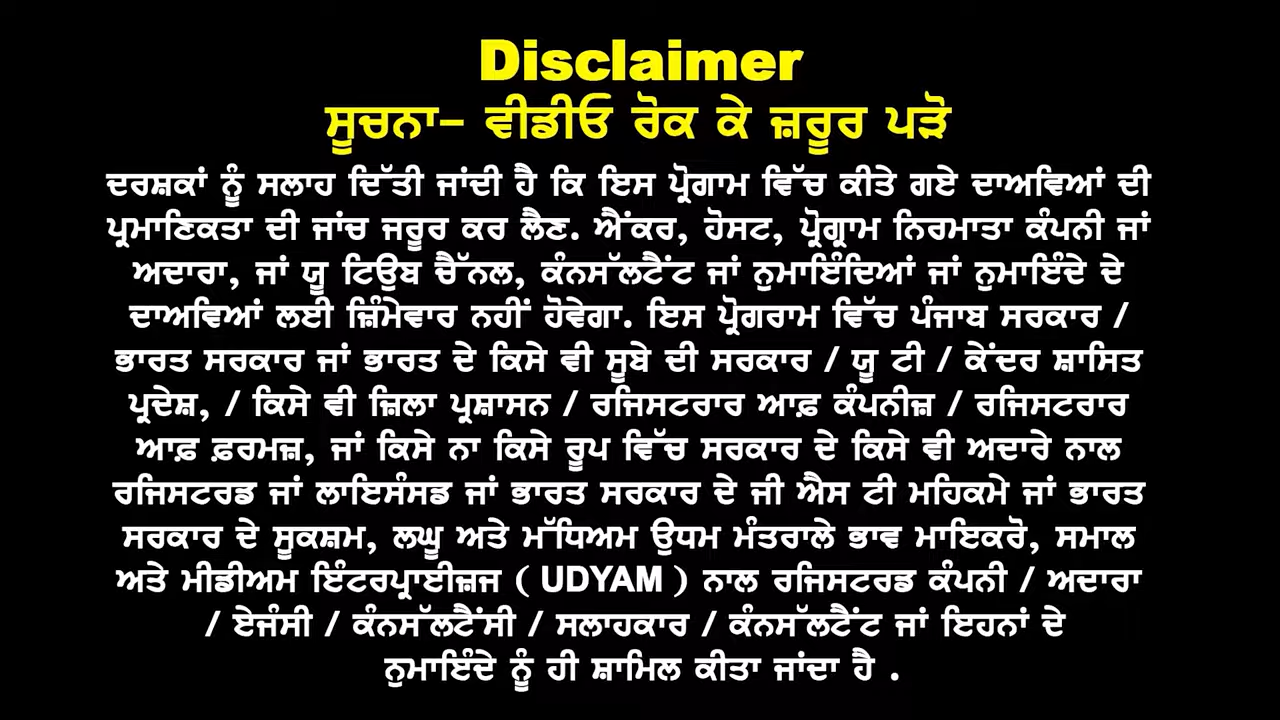 Disclaimer
ਸੂਚਨਾ- ਵੀਡੀਓ ਰੋਕ ਕੇ ਜ਼ਰੂਰ ਪੜੋ
ਦਰਸ਼ਕਾਂ ਨੂੰ ਸਲਾਹ ਦਿੱਤੀ ਜਾਂਦੀ ਹੈ ਕਿ ਇਸ ਪ੍ਰੋਗਾਮ ਵਿੱਚ ਕੀਤੇ ਗਏ ਦਾਅਵਿਆਂ ਦੀ
ਪ੍ਰਮਾਣਿਕਤਾ ਦੀ ਜਾਂਚ ਜਰੂਰ ਕਰ ਲੈਣ. ਐਂਕਰ, ਹੋਸਟ, ਪ੍ਰੋਗ੍ਰਾਮ ਨਿਰਮਾਤਾ ਕੰਪਨੀ ਜਾਂ
ਅਦਾਰਾ, ਜਾਂ ਯੂ ਟਿਊਬ ਚੈੱਨਲ, ਕੰਨਸੱਲਟੈਂਟ ਜਾਂ ਨੁਮਾਇੰਦਿਆਂ ਜਾਂ ਨੁਮਾਇੰਦੇ ਦੇ
ਦਾਅਵਿਆਂ ਲਈ ਜ਼ਿੰਮੇਵਾਰ ਨਹੀਂ ਹੋਵੇਗਾ. ਇਸ ਪ੍ਰੋਗਰਾਮ ਵਿੱਚ ਪੰਜਾਬ ਸਰਕਾਰ /
ਭਾਰਤ ਸਰਕਾਰ ਜਾਂ ਭਾਰਤ ਦੇ ਕਿਸੇ ਵੀ ਸੂਬੇ ਦੀ ਸਰਕਾਰ / ਯੂ ਟੀ / ਕੇਂਦਰ ਸ਼ਾਸਿਤ
ਪ੍ਰਦੇਸ਼, / ਕਿਸੇ ਵੀ ਜ਼ਿਲਾ ਪ੍ਰਸ਼ਾਸਨ / ਰਜਿਸਟਰਾਰ ਆਫ਼ ਕੰਪਨੀਜ਼ / ਰਜਿਸਟਰਾਰ
ਆਫ਼ ਫ਼ਰਮਜ਼, ਜਾਂ ਕਿਸੇ ਨਾ ਕਿਸੇ ਰੂਪ ਵਿੱਚ ਸਰਕਾਰ ਦੇ ਕਿਸੇ ਵੀ ਅਦਾਰੇ ਨਾਲ
ਰਜਿਸਟਰਡ ਜਾਂ ਲਾਇਸੰਸਡ ਜਾਂ ਭਾਰਤ ਸਰਕਾਰ ਦੇ ਜੀ ਐਸ ਟੀ ਮਹਿਕਮੇ ਜਾਂ ਭਾਰਤ
ਸਰਕਾਰ ਦੇ ਸੂਕਸ਼ਮ, ਲਘੂ ਅਤੇ ਮੱਧਿਅਮ ਉਧਮ ਮੰਤਰਾਲੇ ਭਾਵ ਮਾਇਕਰੋ, ਸਮਾਲ
ਅਤੇ ਮੀਡੀਅਮ ਇੰਟਰਪ੍ਰਾਈਜ਼ਜ ( UDYAM ) ਨਾਲ ਰਜਿਸਟਰਡ ਕੰਪਨੀ / ਅਦਾਰਾ
/ ਏਜੰਸੀ / ਕੰਨਸੱਲਟੈਂਸੀ / ਸਲਾਹਕਾਰ / ਕੰਨਸੱਲਟੈਂਟ ਜਾਂ ਇਹਨਾਂ ਦੇ
ਨੁਮਾਇੰਦੇ ਨੂੰ ਹੀ ਸ਼ਾਮਿਲ ਕੀਤਾ ਜਾਂਦਾ ਹੈ .